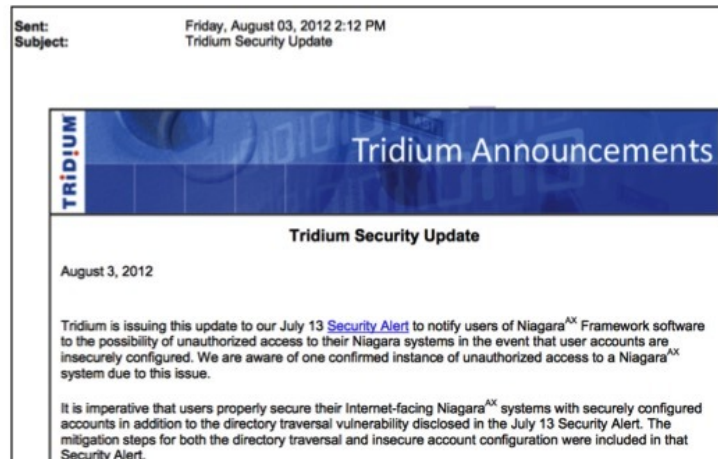 Sent: Friday, August 03, 2012 2:12 PM
Subject: Tridium Security Update
TRIDIUM
Tridium Announcements
Tridium Security Update
August 3, 2012
Tridium is issuing this update to our July 13 Security Alert to notify users of Niagara^AX Framework software
to the possibility of unauthorized access to their Niagara systems in the event that user accounts are
insecurely configured. We are aware of one confirmed instance of unauthorized access to a Niagara^AX
system due to this issue.
It is imperative that users properly secure their Internet-facing Niagara^AX systems with securely configured
accounts in addition to the directory traversal vulnerability disclosed in the July 13 Security Alert. The
mitigation steps for both the directory traversal and insecure account configuration were included in that
Security Alert.